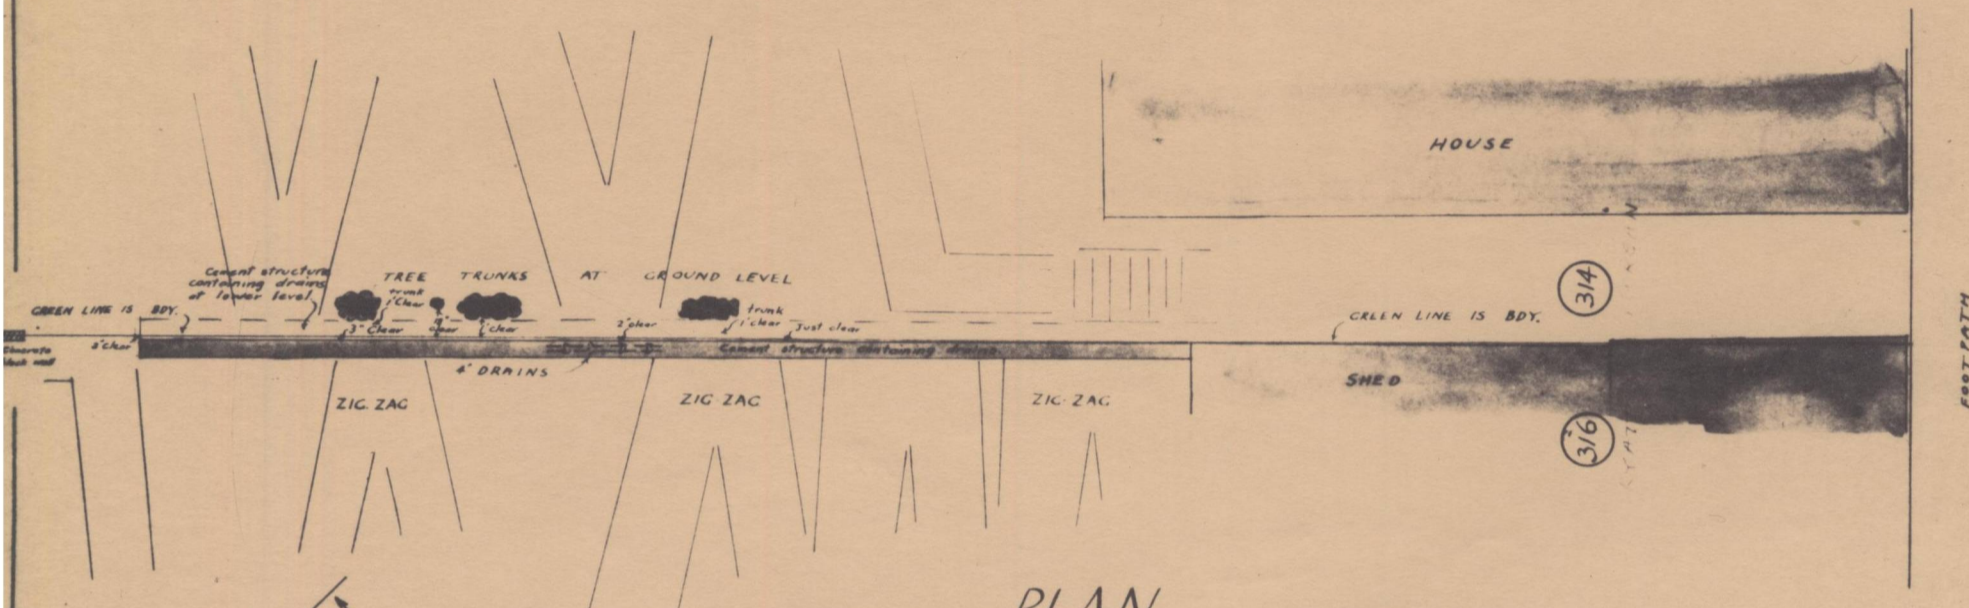 HOUSE
Cement structure
containing drains
at lower level
TREE TRUNKS AT GROUND LEVEL
trunk
1" Clear
GREEN LINE IS BDY.
3" Clear
clear
1" clear
2" clear
trunk
1" clear
Just clear
314
GREEN LINE IS BDY.
FOOTPATH
Concrete
block wall
2" Clear
Cement structure containing drains
4" DRAINS
SHED
ZIG-ZAG
ZIG-ZAG
ZIG-ZAG
316
PLAN